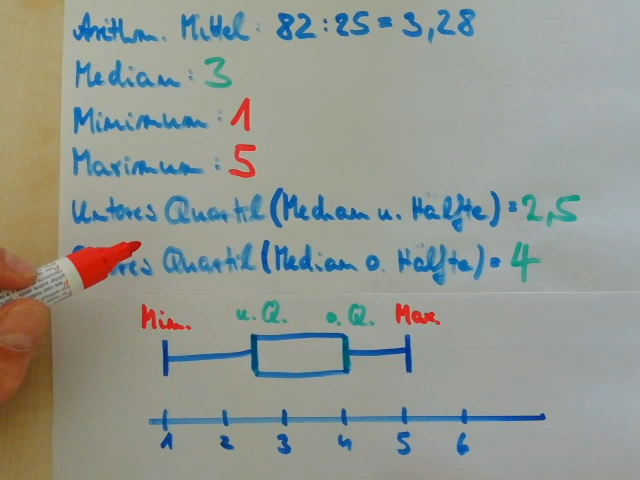 Arithm. Mittel: 82:25=3,28
Median: 3
Minimum: 1
Maximum: 5
Unteres Quartil (Median u. Hälfte)=2,5
Quartil (Median o. Hälfte)=4
Min. u. Q. o. Q. Max.
1 2 3 4 5 6